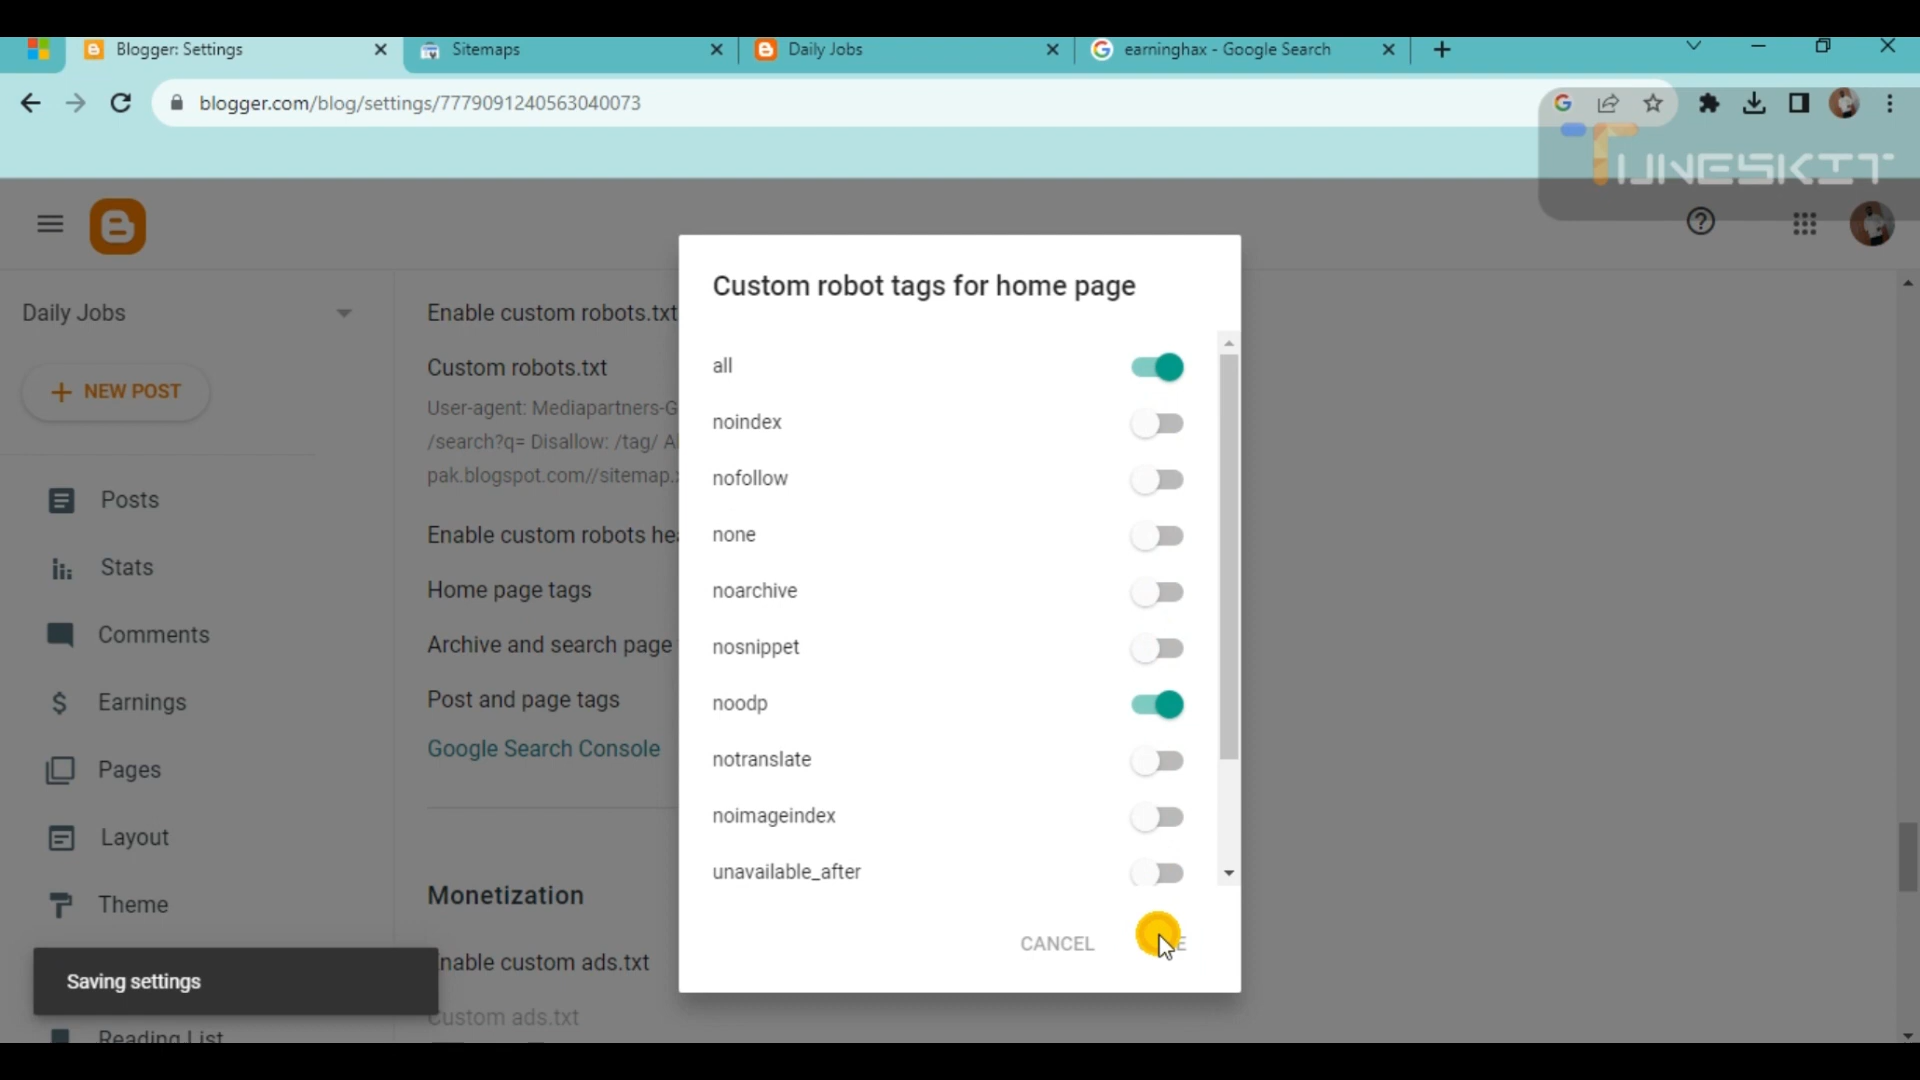 Blogger: Settings
Sitemaps
Daily Jobs
earninghax - Google Search
blogger.com/blog/settings/7779091240563040073
TUNESKIT
Daily Jobs
NEW POST
Posts
Stats
Comments
Earnings
Pages
Layout
Theme
Reading List
Saving settings
Enable custom robots.txt
Custom robots.txt
User-agent: Mediapartners-G
/search?q= Disallow: /tag/ Al
pak.blogspot.com//sitemap.
Enable custom robots hea
Home page tags
Archive and search page
Post and page tags
Google Search Console
Monetization
nable custom ads.txt
Custom ads.txt
Custom robot tags for home page
all
noindex
nofollow
none
noarchive
nosnippet
noodp
notranslate
noimageindex
unavailable_after
CANCEL